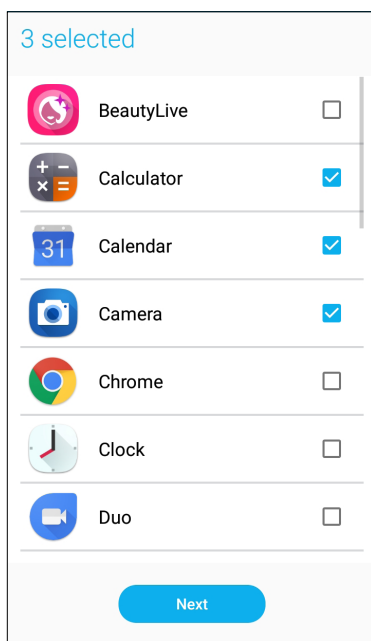 3 selected
BeautyLive
Calculator
31
Calendar
Camera
Chrome
Clock
Duo
Next